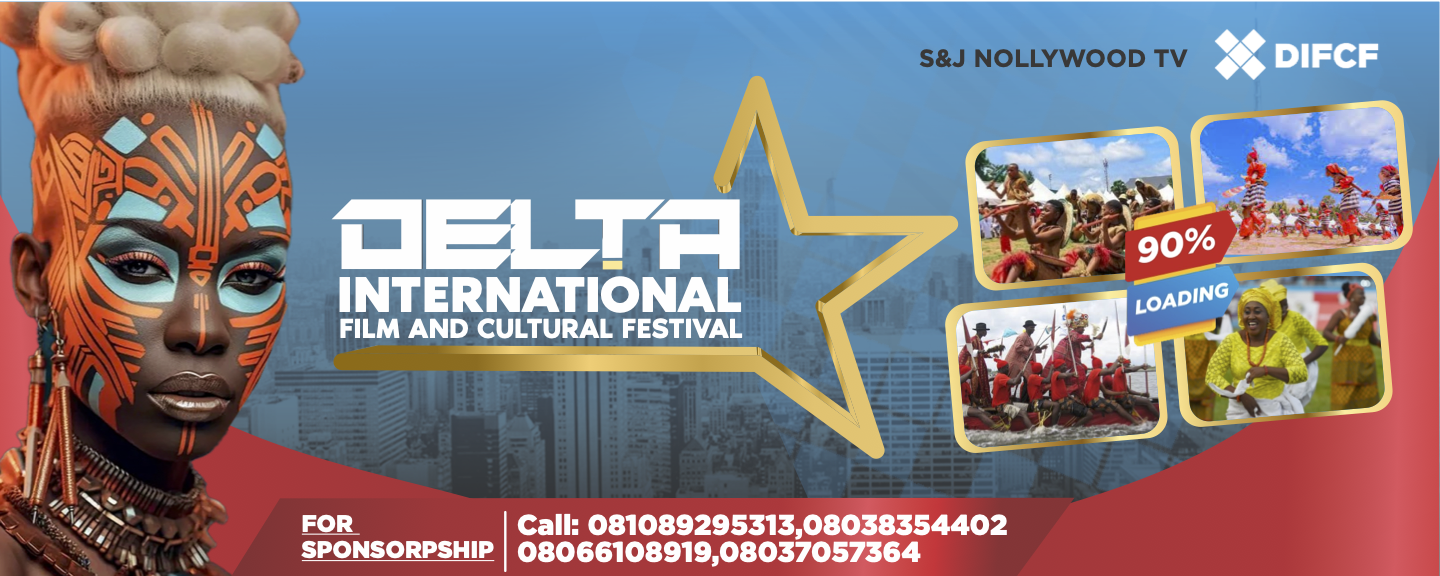 S&J NOLLYWOOD TV
DIFCF
DELTA
INTERNATIONAL
FILM AND CULTURAL FESTIVAL
90%
LOADING
FOR
SPONSORPSHIP
Call: 081089295313,08038354402
08066108919,08037057364